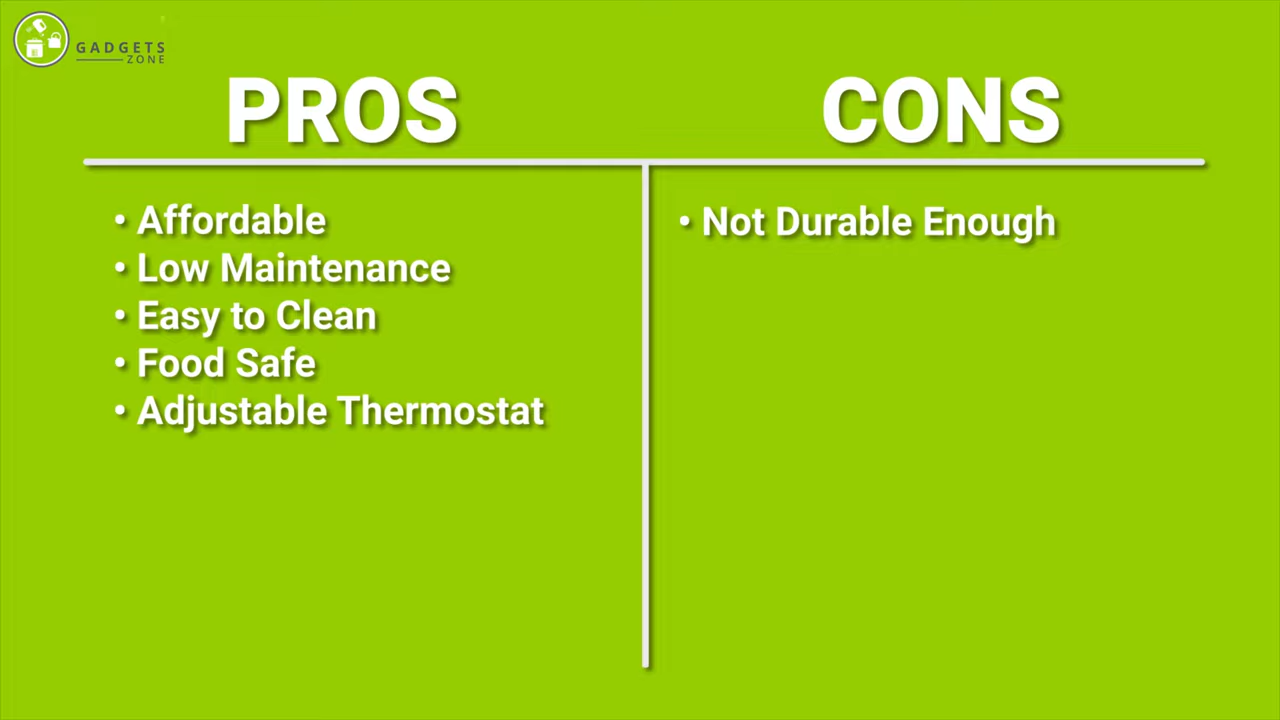 GADGETS
ZONE
PROS
CONS
• Affordable
• Low Maintenance
• Easy to Clean
• Food Safe
• Adjustable Thermostat
• Not Durable Enough